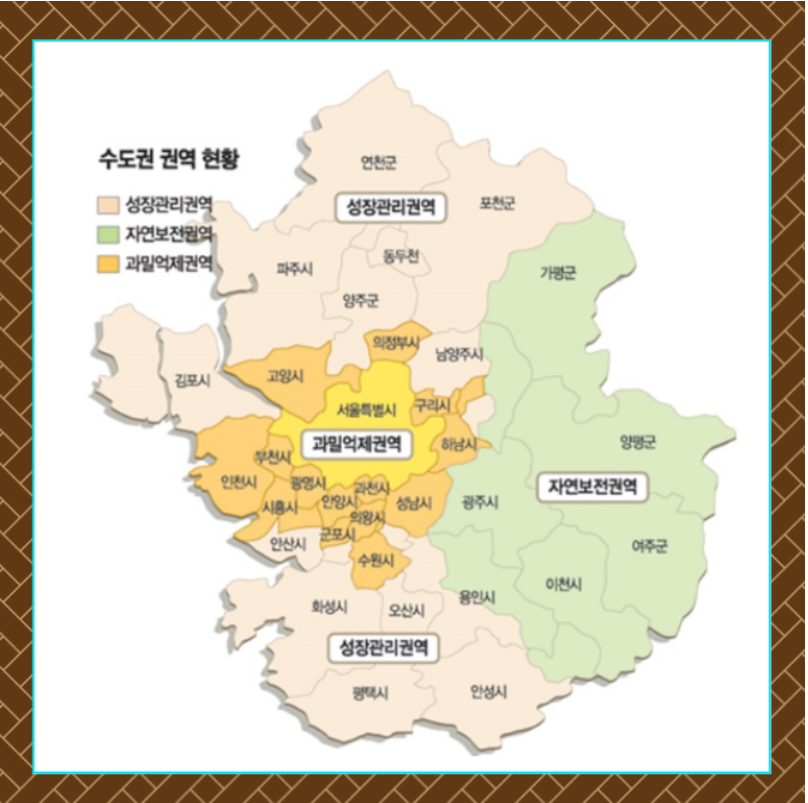 수도권 권역 현황
성장관리권역
자연보전권역
과밀억제권역
연천군
성장관리권역
포천군
동두천
파주시
가평군
양주군
의정부시
남양주시
고양시
김포시
서울특별시
구리시
과밀억제권역
하남시
양평군
부천시
인천시
광명시
과천시
자연보전권역
시흥시
안양시
성남시
광주시
의왕시
군포시
안산시
여주군
수원시
이천시
용인시
화성시
오산시
성장관리권역
평택시
안성시